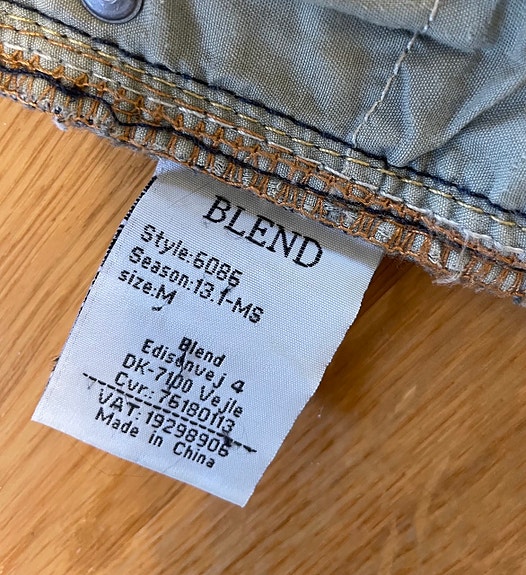 BLEND
Style:6086
Season:13.1-MS
size:M
Blend
Edisonvej 4
DK-7100 Vejle
Cvr.: 76180113
VAT 19298906
Made in China